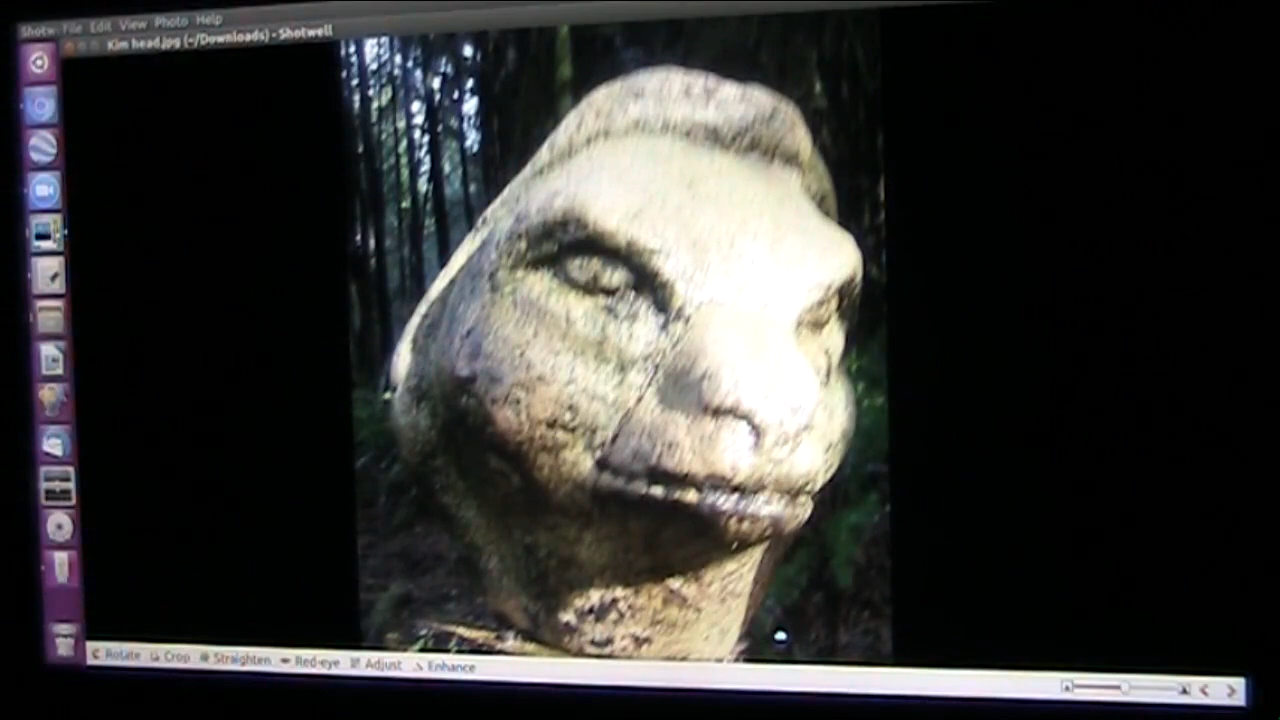 Shotw File Edit View Photo Help
Kim head.jpg (~/Downloads) - Shotwell
Rotate Crop Straighten Red-eye Adjust Enhance